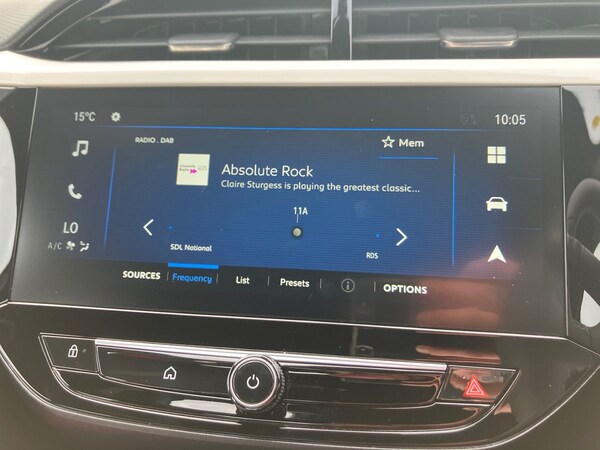 15°C 10:05
RADIO . DAB
Mem
Absolute Rock
Claire Sturgess is playing the greatest classic...
11A
LO
SDL National
RDS
A/C
SOURCES Frequency List Presets OPTIONS